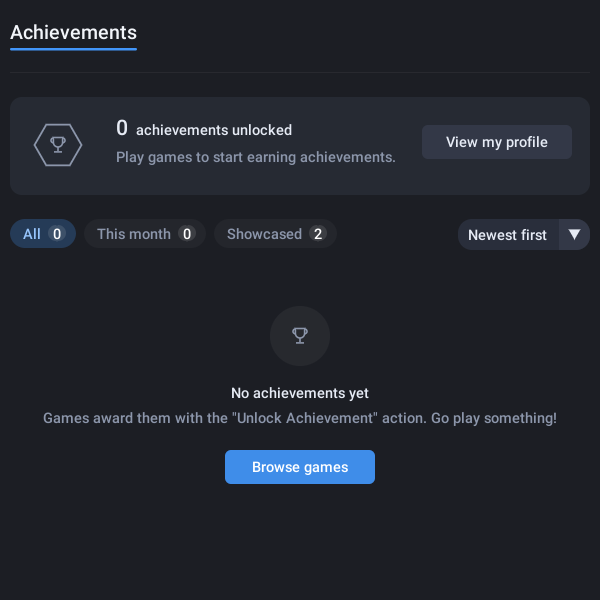 Achievements
0 achievements unlocked
Play games to start earning achievements.
View my profile
All 0
This month 0
Showcased 2
Newest first
No achievements yet
Games award them with the "Unlock Achievement" action. Go play something!
Browse games